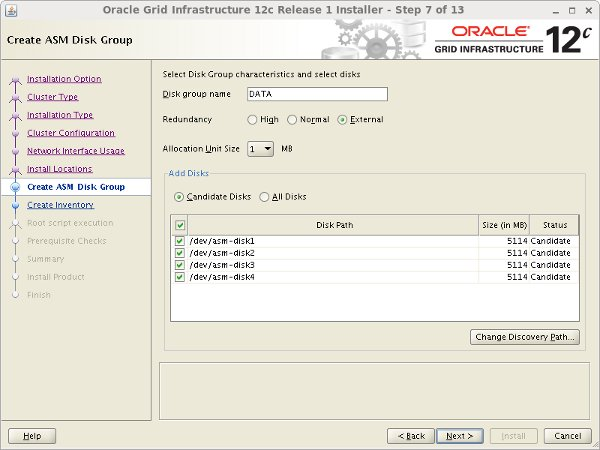 Oracle Grid Infrastructure 12c Release 1 Installer - Step 7 of 13
Create ASM Disk Group
ORACLE
GRID INFRASTRUCTURE 12c
Installation Option
Cluster Type
Installation Type
Cluster Configuration
Network Interface Usage
Install Locations
Create ASM Disk Group
Create Inventory
Root script execution
Prerequisite Checks
Summary
Install Product
Finish
Select Disk Group characteristics and select disks
Disk group name DATA
Redundancy High Normal External
Allocation Unit Size 1 MB
Add Disks
Candidate Disks All Disks
Disk Path Size (in MB) Status
/dev/asm-disk1 5114 Candidate
/dev/asm-disk2 5114 Candidate
/dev/asm-disk3 5114 Candidate
/dev/asm-disk4 5114 Candidate
Change Discovery Path...
Help < Back Next > Install Cancel